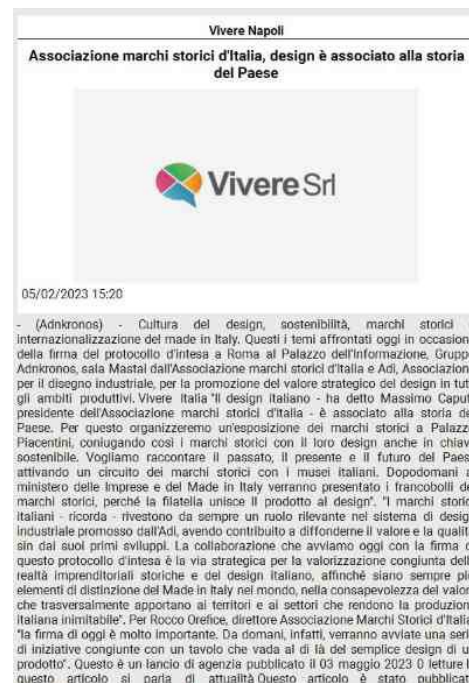 Vivere Napoli
Associazione marchi storici d'Italia, design è associato alla storia
del Paese
Vivere Srl
05/02/2023 15:20
- (Adnkronos) - Cultura del design, sostenibilità, marchi storici
internazionalizzazione del made in Italy. Questi i temi affrontati oggi in occasion
della firma del protocollo d'intesa a Roma al Palazzo dell'Informazione, Grupp
Adnkronos, sala Mastai dall'Associazione marchi storici d'Italia e Adi, Association
per il disegno industriale, per la promozione del valore strategico del design in tut
gli ambiti produttivi. Vivere Italia "Il design italiano - ha detto Massimo Caput
presidente dell'Associazione marchi storici d'Italia - è associato alla storia de
Paese. Per questo organizzeremo un'esposizione dei marchi storici a Palazz
Piacentini, coniugando così i marchi storici con il loro design anche in chiav
sostenibile. Vogliamo raccontare il passato, il presente e il futuro del Paes
attivando un circuito dei marchi storici con i musei italiani. Dopodomani a
ministero delle Imprese e del Made in Italy verranno presentato i francobolli de
marchi storici, perché la filatelia unisce il prodotto al design". "I marchi storic
italiani - ricorda - rivestono da sempre un ruolo rilevante nel sistema di desig
industriale promosso dall'Adi, avendo contribuito a diffonderne il valore e la qualit
sin dai suoi primi sviluppi. La collaborazione che avviamo oggi con la firma d
questo protocollo d'intesa è la via strategica per la valorizzazione congiunta dell
realtà imprenditoriali storiche e del design italiano, affinché siano sempre pi
elementi di distinzione del Made in Italy nel mondo, nella consapevolezza del valor
che trasversalmente apportano ai territori e ai settori che rendono la produzion
italiana inimitabile". Per Rocco Orefice, direttore Associazione Marchi Storici d'Italia
"la firma di oggi è molto importante. Da domani, infatti, verranno avviate una seri
di iniziative congiunte con un tavolo che vada al di là del semplice design di u
prodotto". Questo è un lancio di agenzia pubblicato il 03 maggio 2023 0 letture I
questo articolo si parla di attualità Questo articolo è stato pubblicat